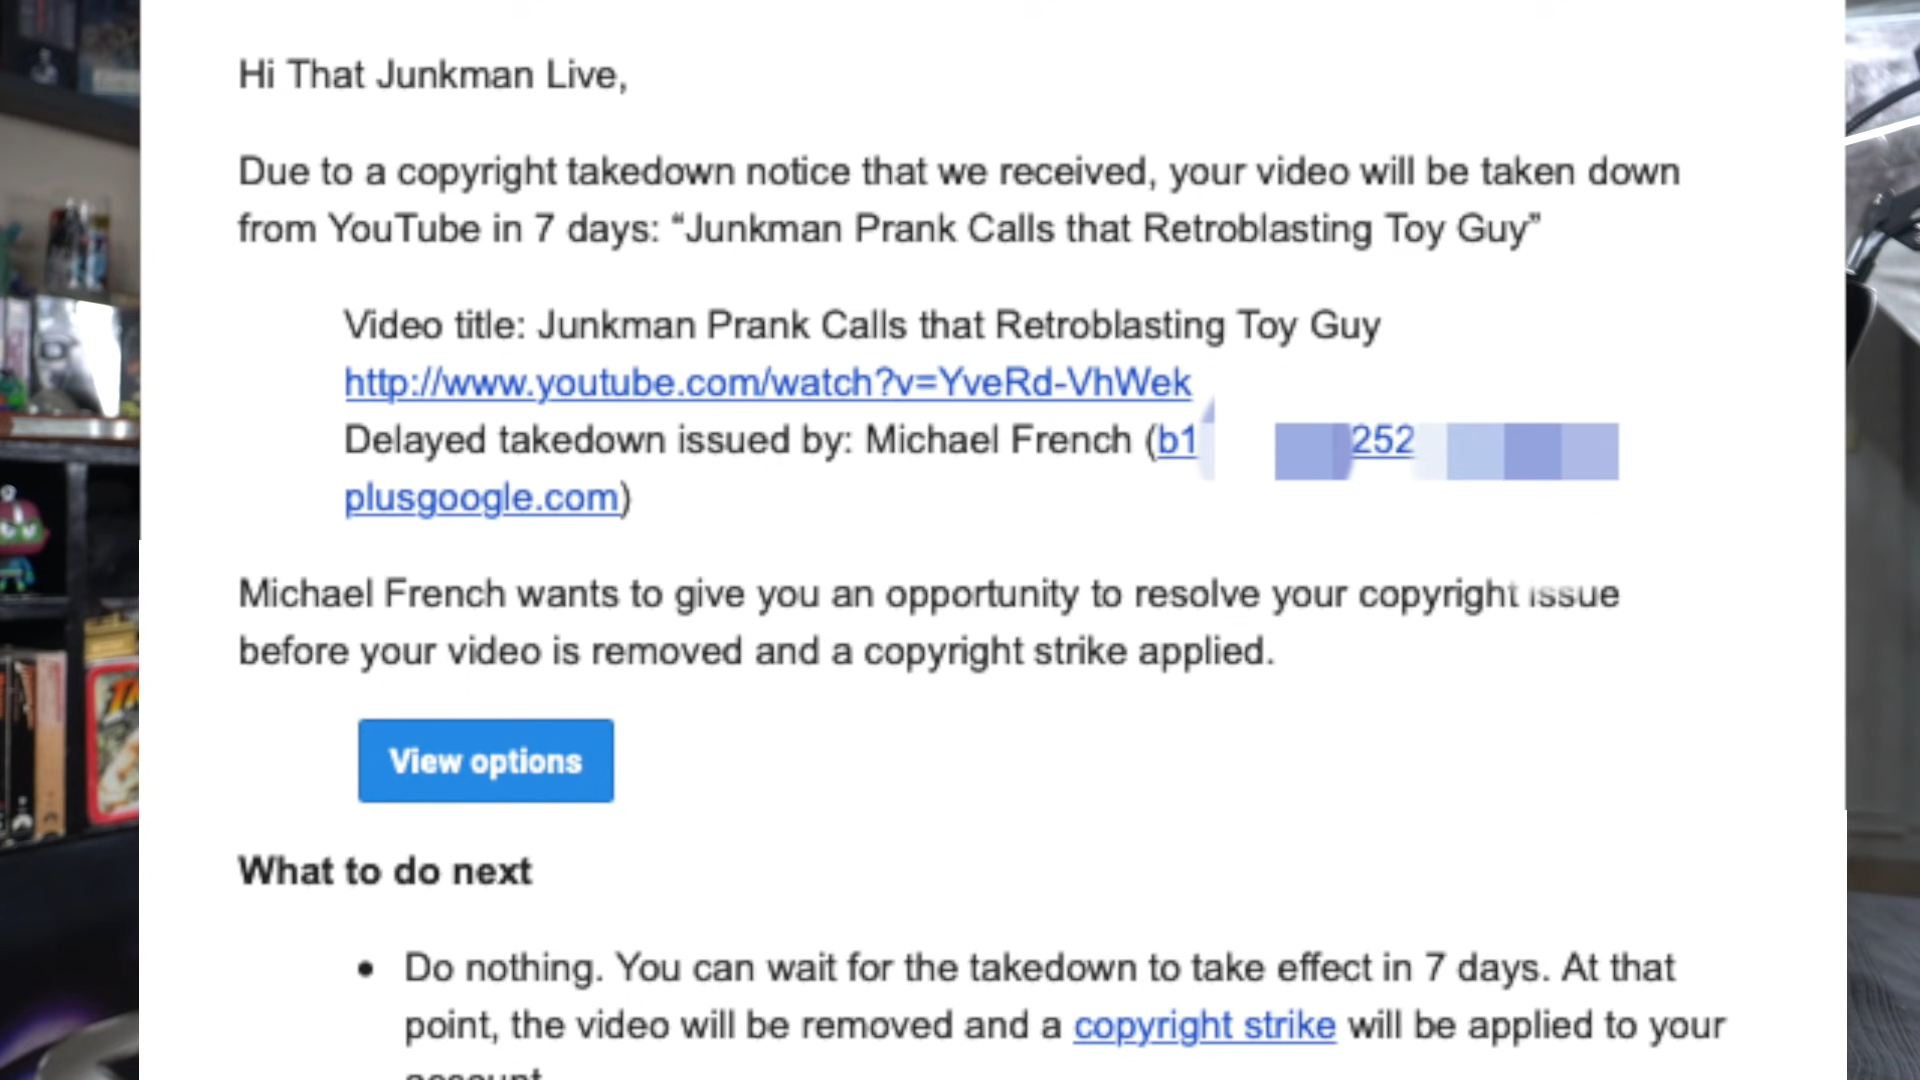 Hi That Junkman Live,
Due to a copyright takedown notice that we received, your video will be taken down
from YouTube in 7 days: “Junkman Prank Calls that Retroblasting Toy Guy”
Video title: Junkman Prank Calls that Retroblasting Toy Guy
http://www.youtube.com/watch?v=YveRd-VhWek
Delayed takedown issued by: Michael French (b1 252
plusgoogle.com)
Michael French wants to give you an opportunity to resolve your copyright issue
before your video is removed and a copyright strike applied.
View options
What to do next
• Do nothing. You can wait for the takedown to take effect in 7 days. At that
point, the video will be removed and a copyright strike will be applied to your